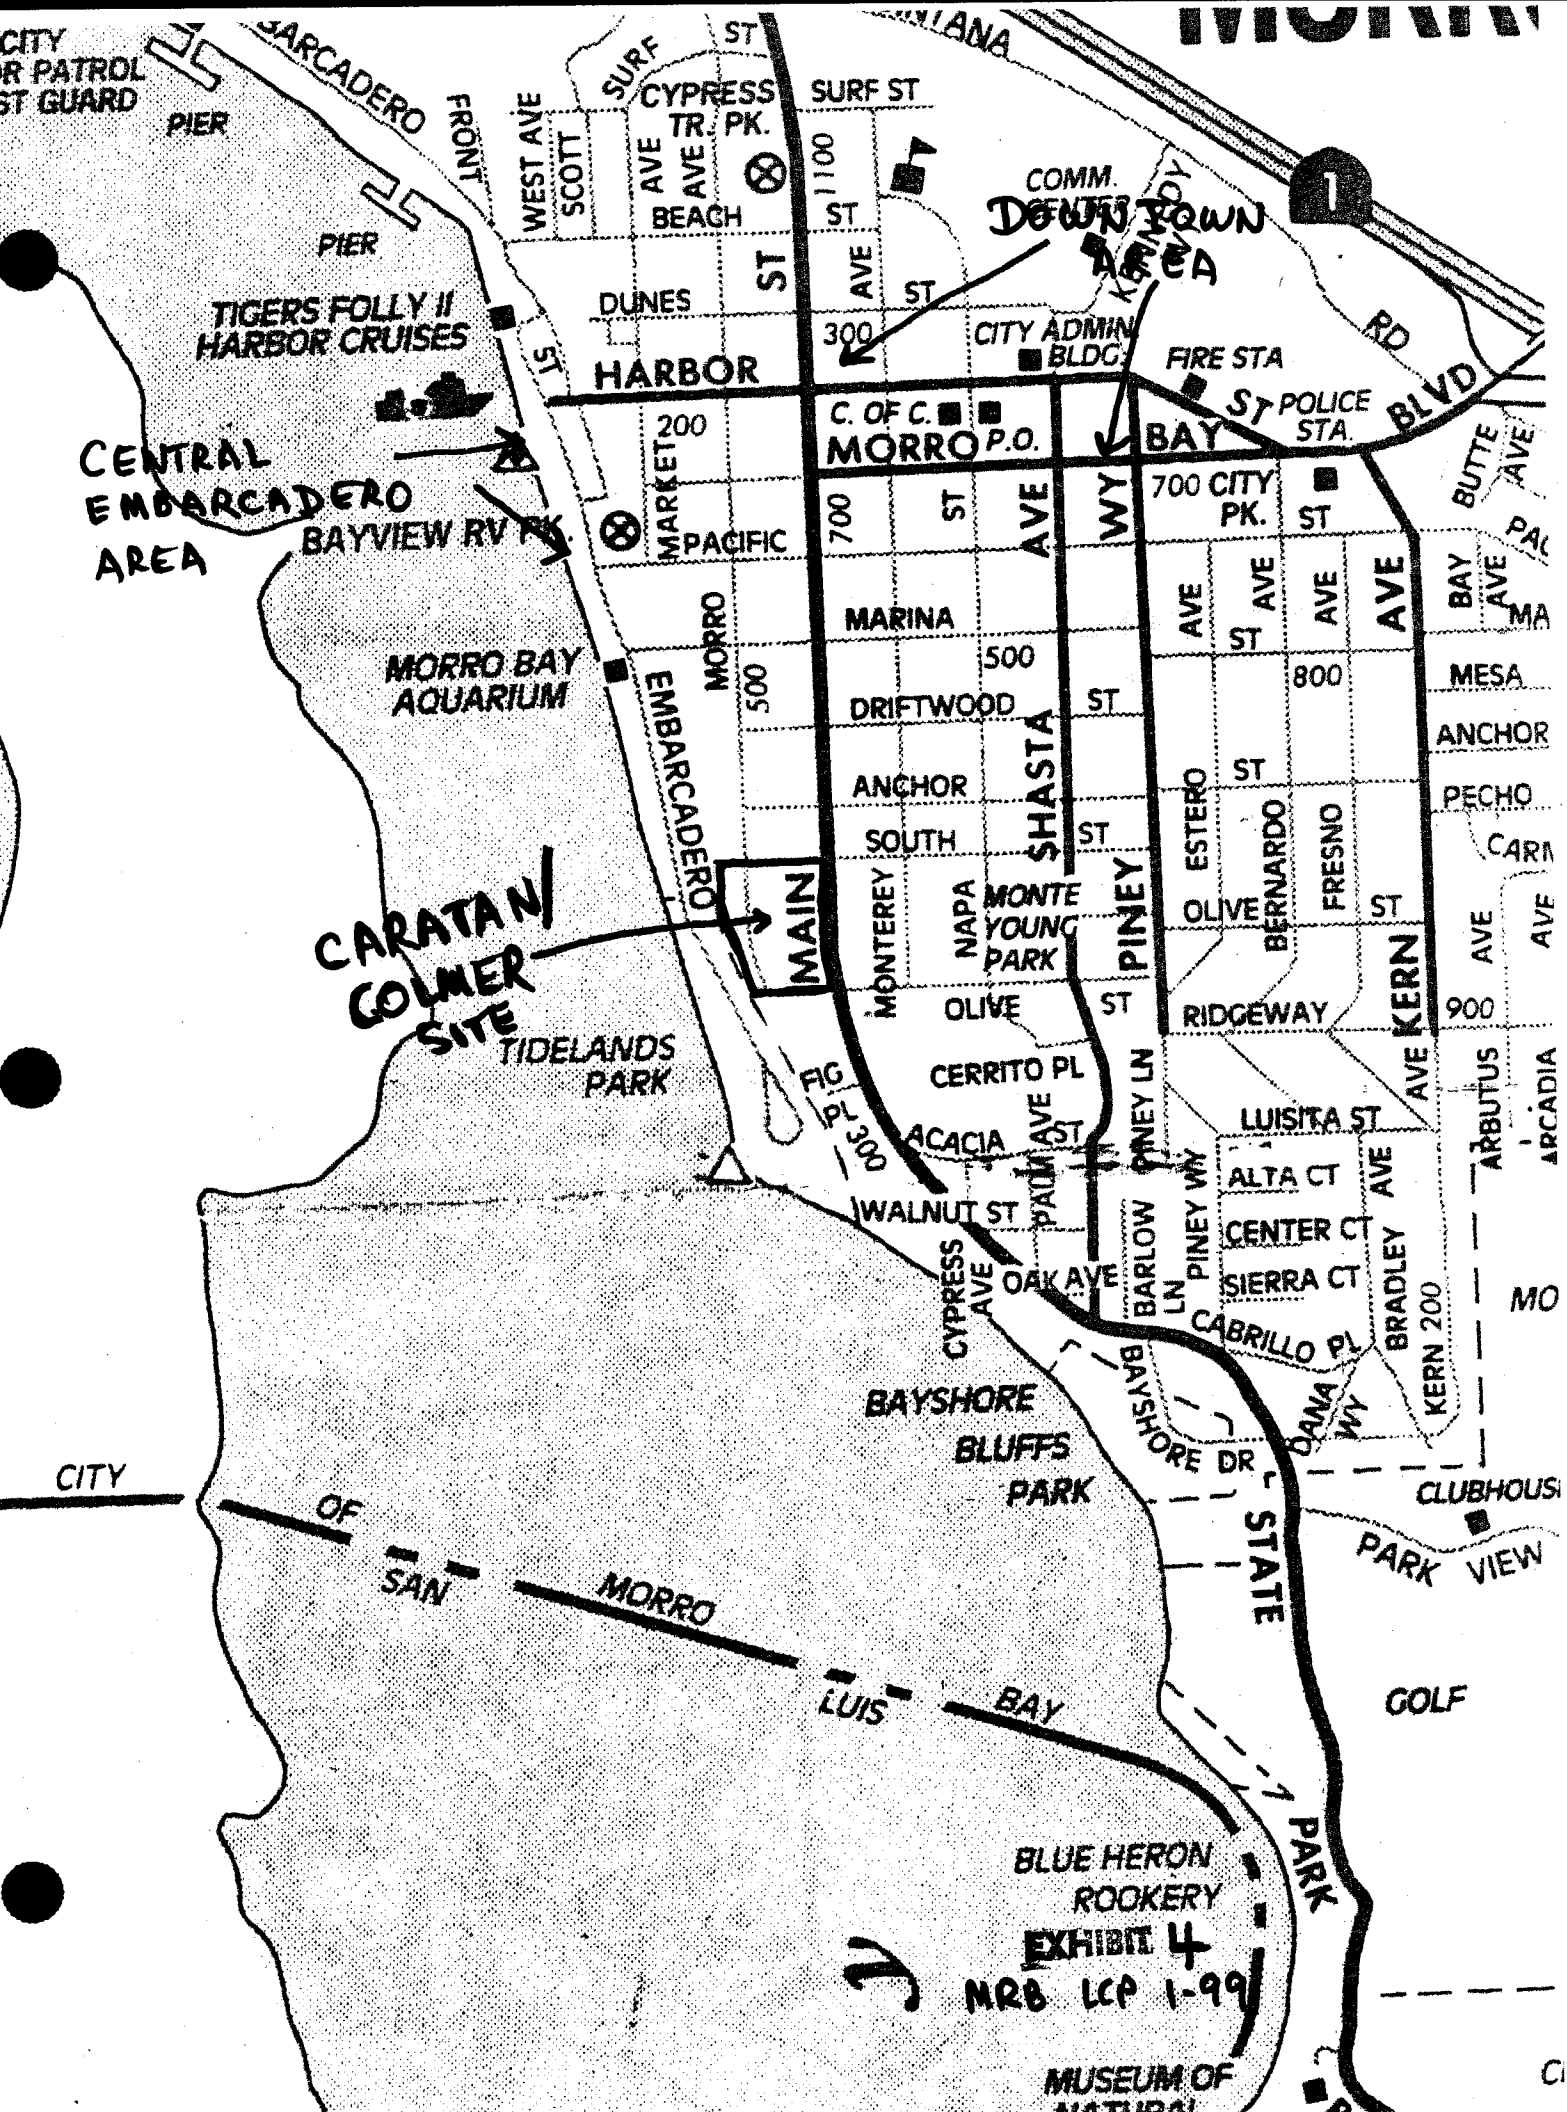 CITY
OR PATROL
ST GUARD
PIER
FRONT
WEST AVE
SCOTT
SURF
ST
CYPRESS
TR. PK.
SURF ST
AVE
AVE
1100
BEACH
ST
COMM.
CENTER
DOWNTOWN
AREA
1
PIER
TIGERS FOLLY II
HARBOR CRUISES
ST
DUNES
ST
AVE
ST
300
CITY ADMIN
BLDG.
FIRE STA
RD
HARBOR
ST
BLVD
200
C. OF C.
P.O.
POLICE
STA.
MORRO
BAY
BUTTE
AVE
CENTRAL
EMBARCADERO
AREA
BAYVIEW RV PK.
MARKET
PACIFIC
700
ST
AVE
WY
700 CITY
PK.
ST
MORRO
MARINA
AVE
AVE
AVE
AVE
BAY
AVE
ST
500
MORRO BAY
AQUARIUM
500
DRIFTWOOD
ST
800
MESA
EMBARCADERO
ANCHOR
SHASTA
ST
ANCHOR
PECHO
SOUTH
ST
ESTERO
BERNARDO
FRESNO
CARATAN/
COLMER
SITE
MAIN
MONTEREY
NAPA
MONTE
YOUNG
PARK
PINEY
OLIVE
ST
KERN
AVE
AVE
OLIVE
ST
RIDGEWAY
900
TIDELANDS
PARK
FIG
PL
300
CERRITO PL
PALM AVE
PINEY LN
AVE
ARBUTUS
ARCADIA
ACACIA
ST
LUISITA ST
WALNUT ST
PINEY WY
ALTA CT
AVE
CENTER CT
CYPRESS
AVE
OAK AVE
BARLOW
LN
SIERRA CT
BRADLEY
KERN 200
CABRILLO PL
BAYSHORE DR
DANA
WY
BAYSHORE
BLUFFS
PARK
CITY
OF
SAN
MORRO
LUIS
BAY
STATE
PARK
PARK VIEW
GOLF
BLUE HERON
ROOKERY
EXHIBIT 4
MRB LCP 1-99
MUSEUM OF